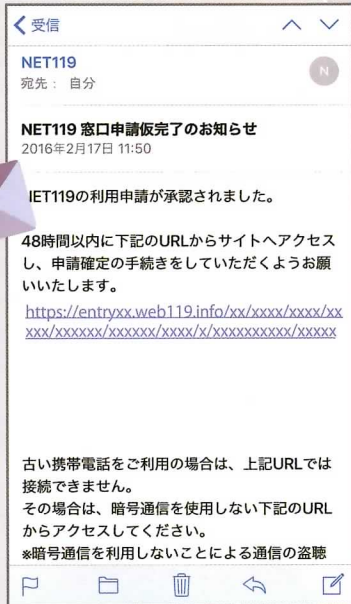 受信
NET119
N
宛先： 自分
NET119 窓口申請仮完了のお知らせ
2016年2月17日 11:50
NET119の利用申請が承認されました。
48時間以内に下記のURLからサイトへアクセス
し、申請確定の手続きをしていただくようお願
いいたします。
https://entryxx.web119.info/xx/xxxx/xxxx/xx
xxx/xxxxxx/xxxxxx/xxxx/x/xxxxxxxxxx/xxxxx
古い携帯電話をご利用の場合は、上記URLでは
接続できません。
その場合は、暗号通信を使用しない下記のURL
からアクセスしてください。
※暗号通信を利用しないことによる通信の盗聴